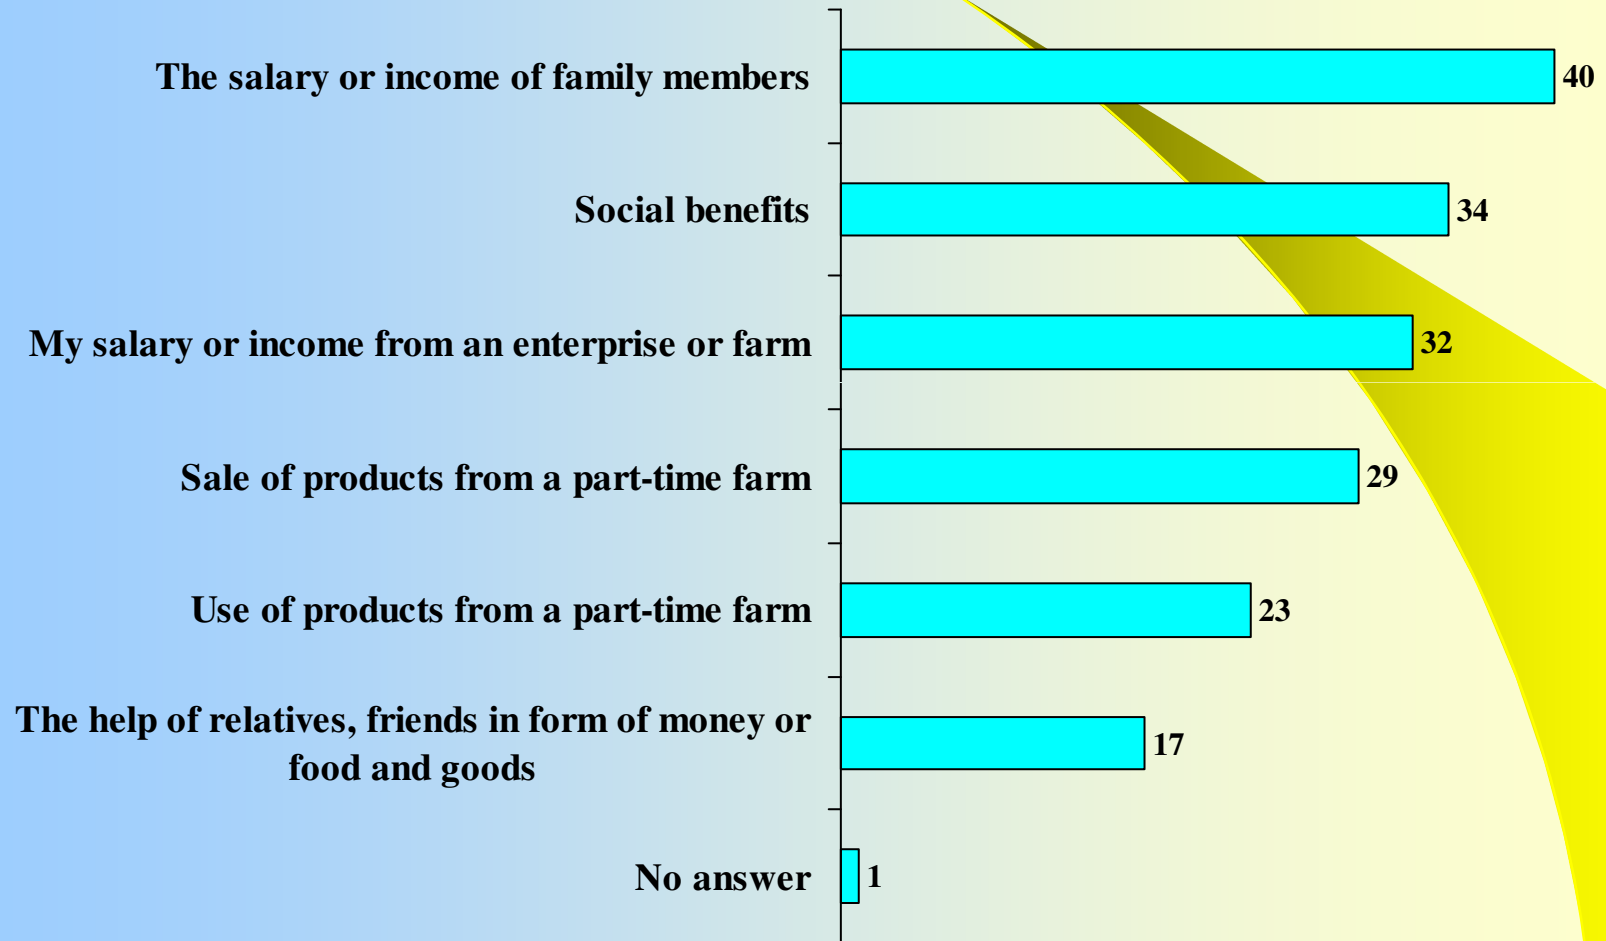 The salary or income of family members
40
Social benefits
34
My salary or income from an enterprise or farm
32
Sale of products from a part-time farm
29
Use of products from a part-time farm
23
The help of relatives, friends in form of money or
food and goods
17
No answer
1